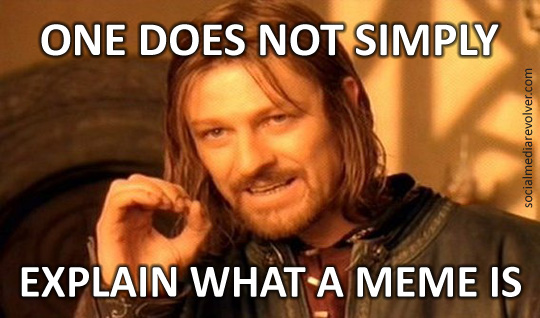 ONE DOES NOT SIMPLY
socialmediarevolver.com
EXPLAIN WHAT A MEME IS